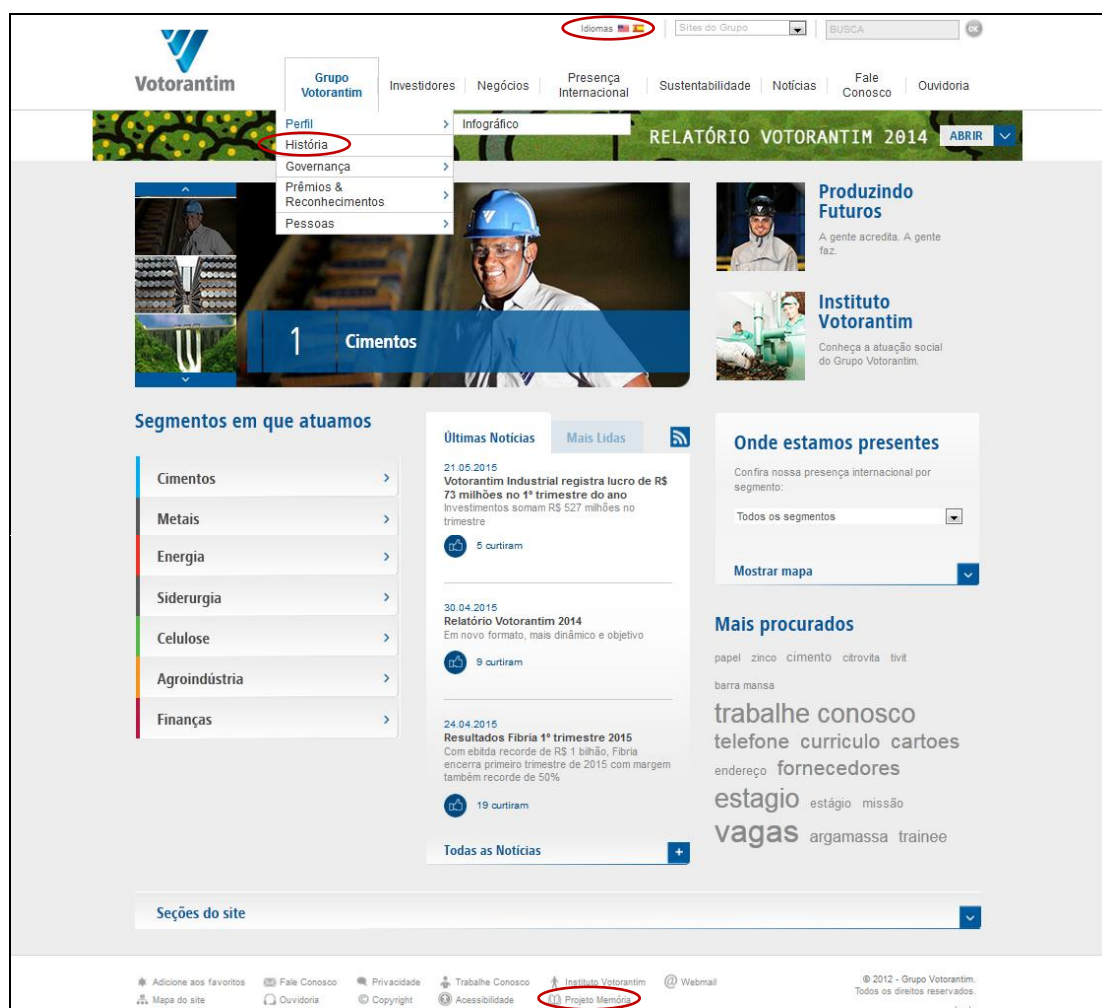 Idiomas
Sites do Grupo
BUSCA
OK
Votorantim
Grupo
Votorantim
Investidores
Negócios
Presença
Internacional
Sustentabilidade
Notícias
Fale
Conosco
Ouvidoria
Perfil
Infográfico
História
Governança
Prêmios &
Reconhecimentos
Pessoas
RELATÓRIO VOTORANTIM 2014
ABRIR
1 Cimentos
Produzindo
Futuros
A gente acredita. A gente
faz.
Instituto
Votorantim
Conheça a atuação social
do Grupo Votorantim.
Segmentos em que atuamos
Cimentos
Metais
Energia
Siderurgia
Celulose
Agroindústria
Finanças
Últimas Notícias
Mais Lidas
21.05.2015
Votorantim Industrial registra lucro de R$
73 milhões no 1º trimestre do ano
Investimentos somam R$ 527 milhões no
trimestre
5 curtiram
30.04.2015
Relatório Votorantim 2014
Em novo formato, mais dinâmico e objetivo
9 curtiram
24.04.2015
Resultados Fibria 1º trimestre 2015
Com ebitda recorde de R$ 1 bilhão, Fibria
encerra primeiro trimestre de 2015 com margem
também recorde de 50%
19 curtiram
Todas as Notícias
Onde estamos presentes
Confira nossa presença internacional por
segmento:
Todos os segmentos
Mostrar mapa
Mais procurados
papel zinco cimento citrovita tivit
barra mansa
trabalhe conosco
telefone curriculo cartoes
endereço fornecedores
estagio estágio missão
vagas argamassa trainee
Seções do site
Adicione aos favoritos
Fale Conosco
Privacidade
Trabalhe Conosco
Instituto Votorantim
Webmail
Mapa do site
Ouvidoria
Copyright
Acessibilidade
Projeto Memória
© 2012 - Grupo Votorantim.
Todos os direitos reservados.